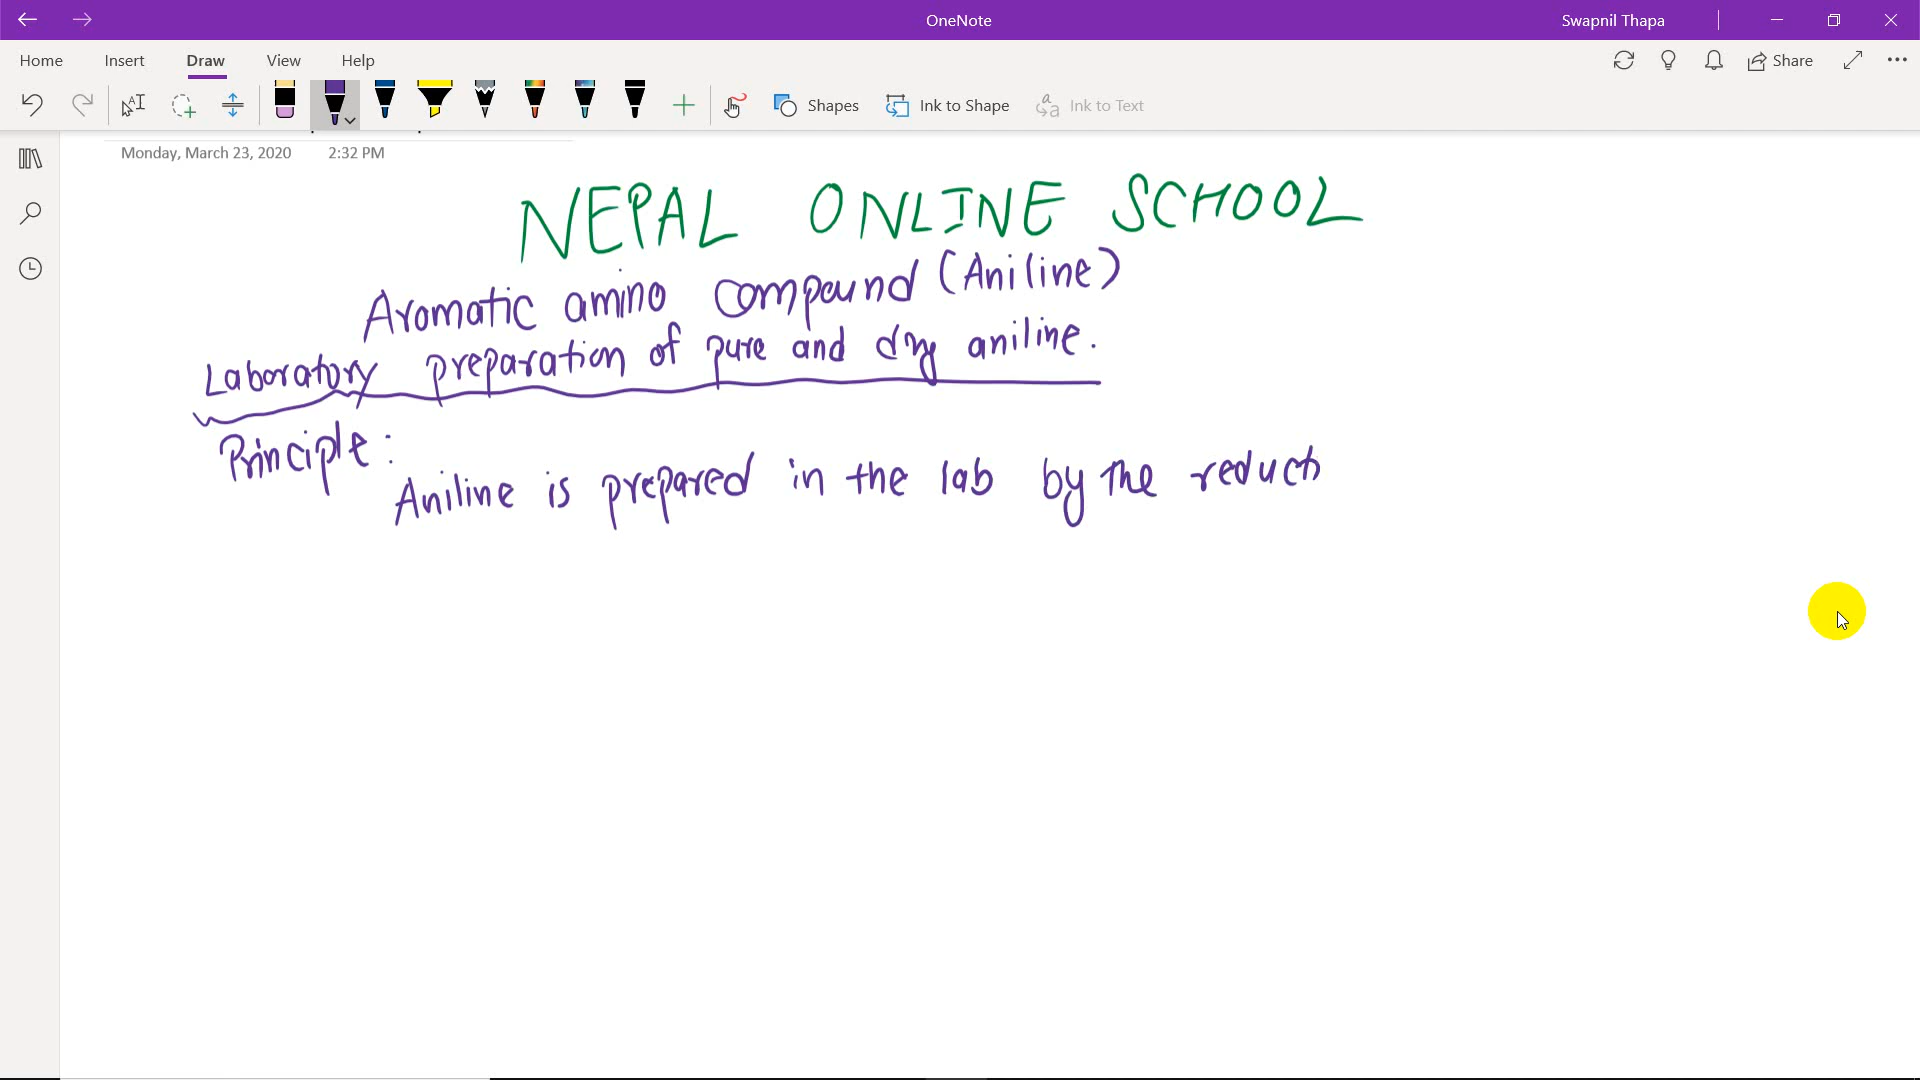 OneNote
Swapnil Thapa
Home Insert Draw View Help
Share
Shapes Ink to Shape Ink to Text
Monday, March 23, 2020 2:32 PM
NEPAL ONLINE SCHOOL
Aromatic amino compound (Aniline)
Laboratory preparation of pure and dry aniline.
Principle:
Aniline is prepared in the lab by the reducti